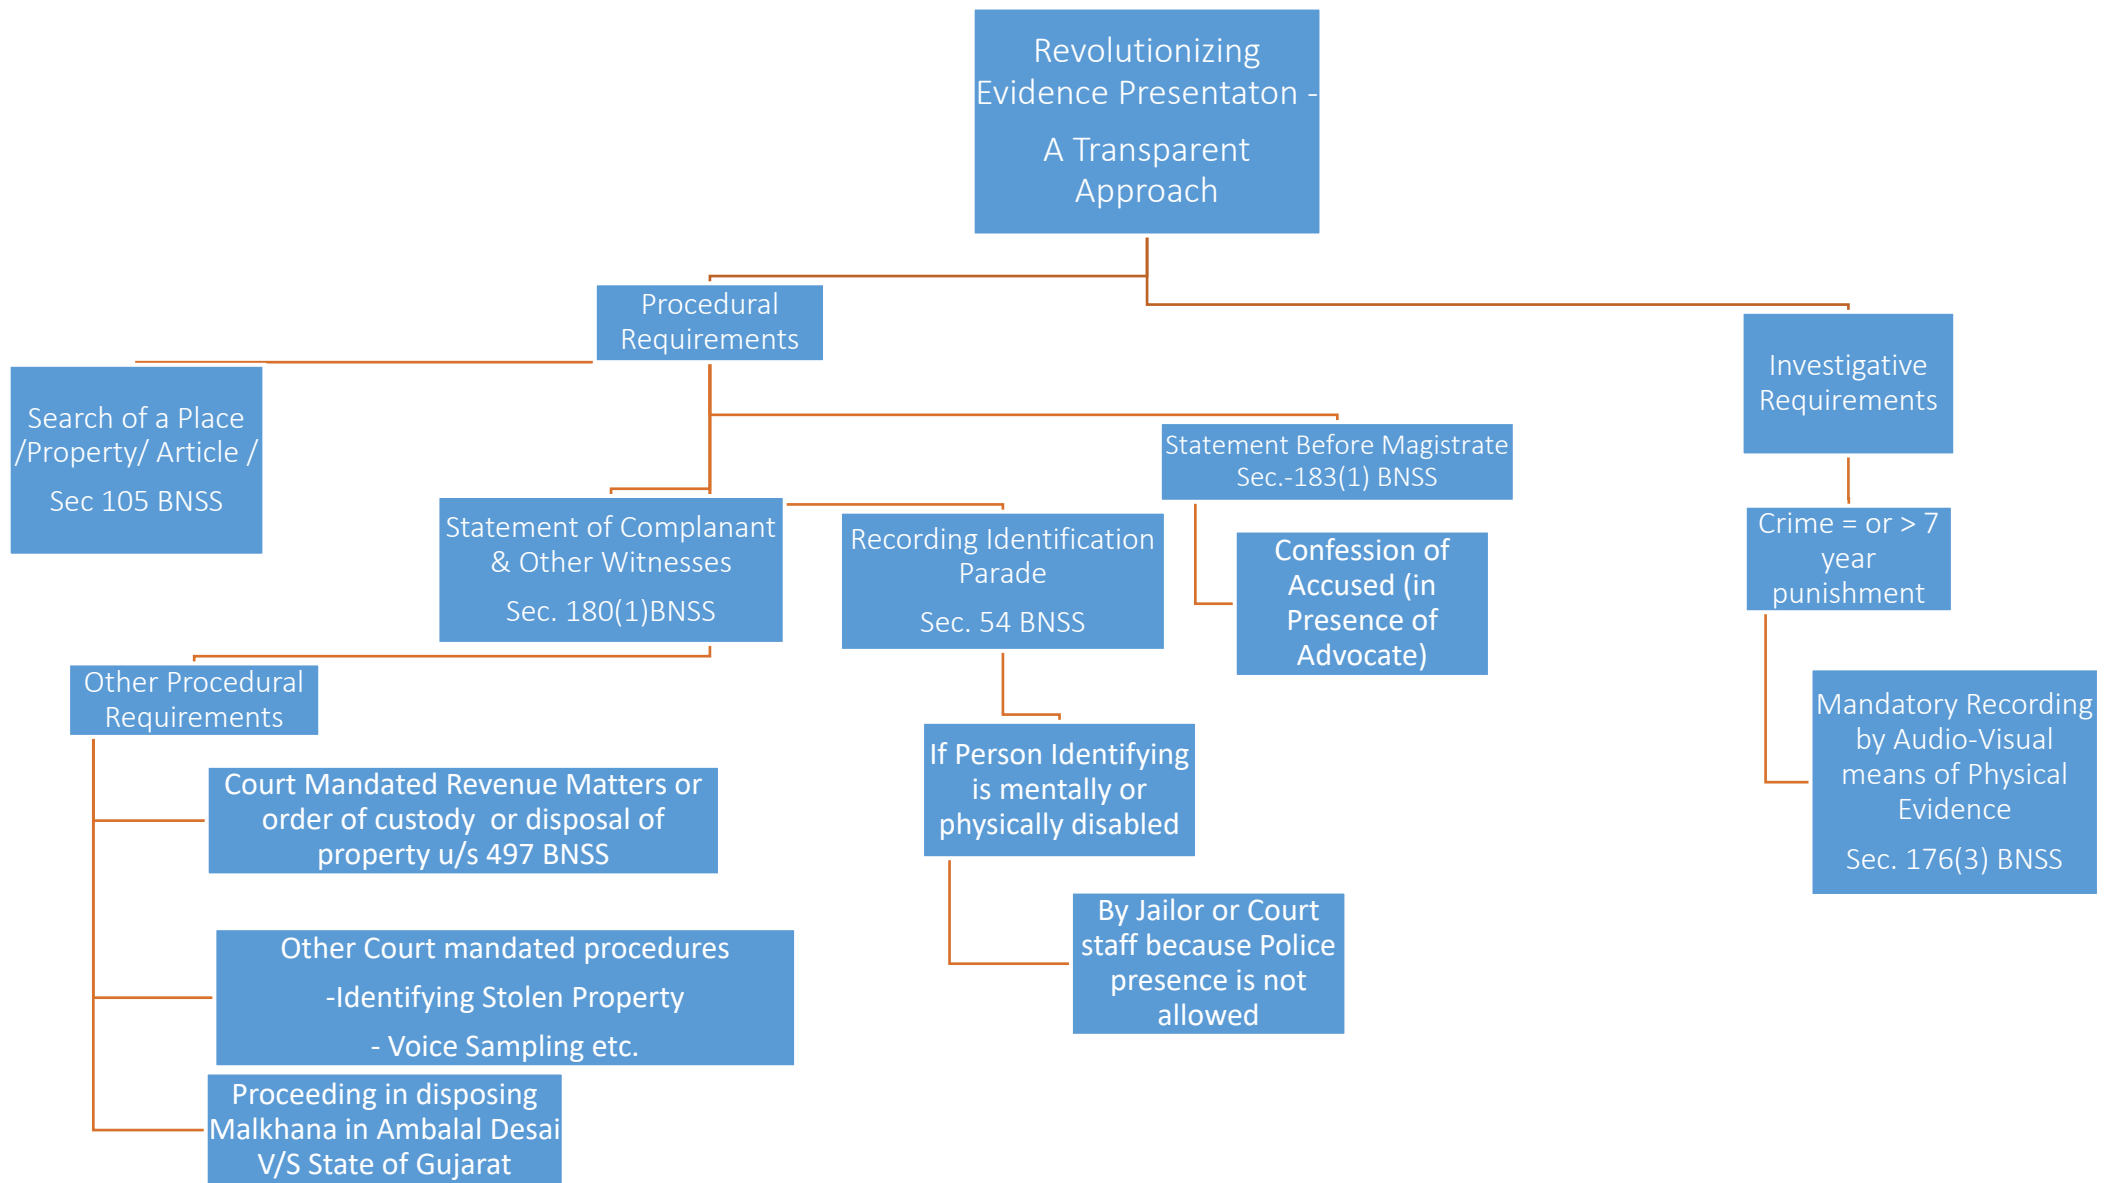 Revolutionizing
Evidence Presentaton -
A Transparent
Approach
Procedural
Requirements
Investigative
Requirements
Search of a Place
/Property/ Article /
Sec 105 BNSS
Statement of Complanant
& Other Witnesses
Sec. 180(1)BNSS
Recording Identification
Parade
Sec. 54 BNSS
Statement Before Magistrate
Sec.-183(1) BNSS
Confession of
Accused (in
Presence of
Advocate)
Crime = or > 7
year
punishment
Mandatory Recording
by Audio-Visual
means of Physical
Evidence
Sec. 176(3) BNSS
Other Procedural
Requirements
Court Mandated Revenue Matters or
order of custody or disposal of
property u/s 497 BNSS
Other Court mandated procedures
-Identifying Stolen Property
- Voice Sampling etc.
Proceeding in disposing
Malkhana in Ambalal Desai
V/S State of Gujarat
If Person Identifying
is mentally or
physically disabled
By Jailor or Court
staff because Police
presence is not
allowed